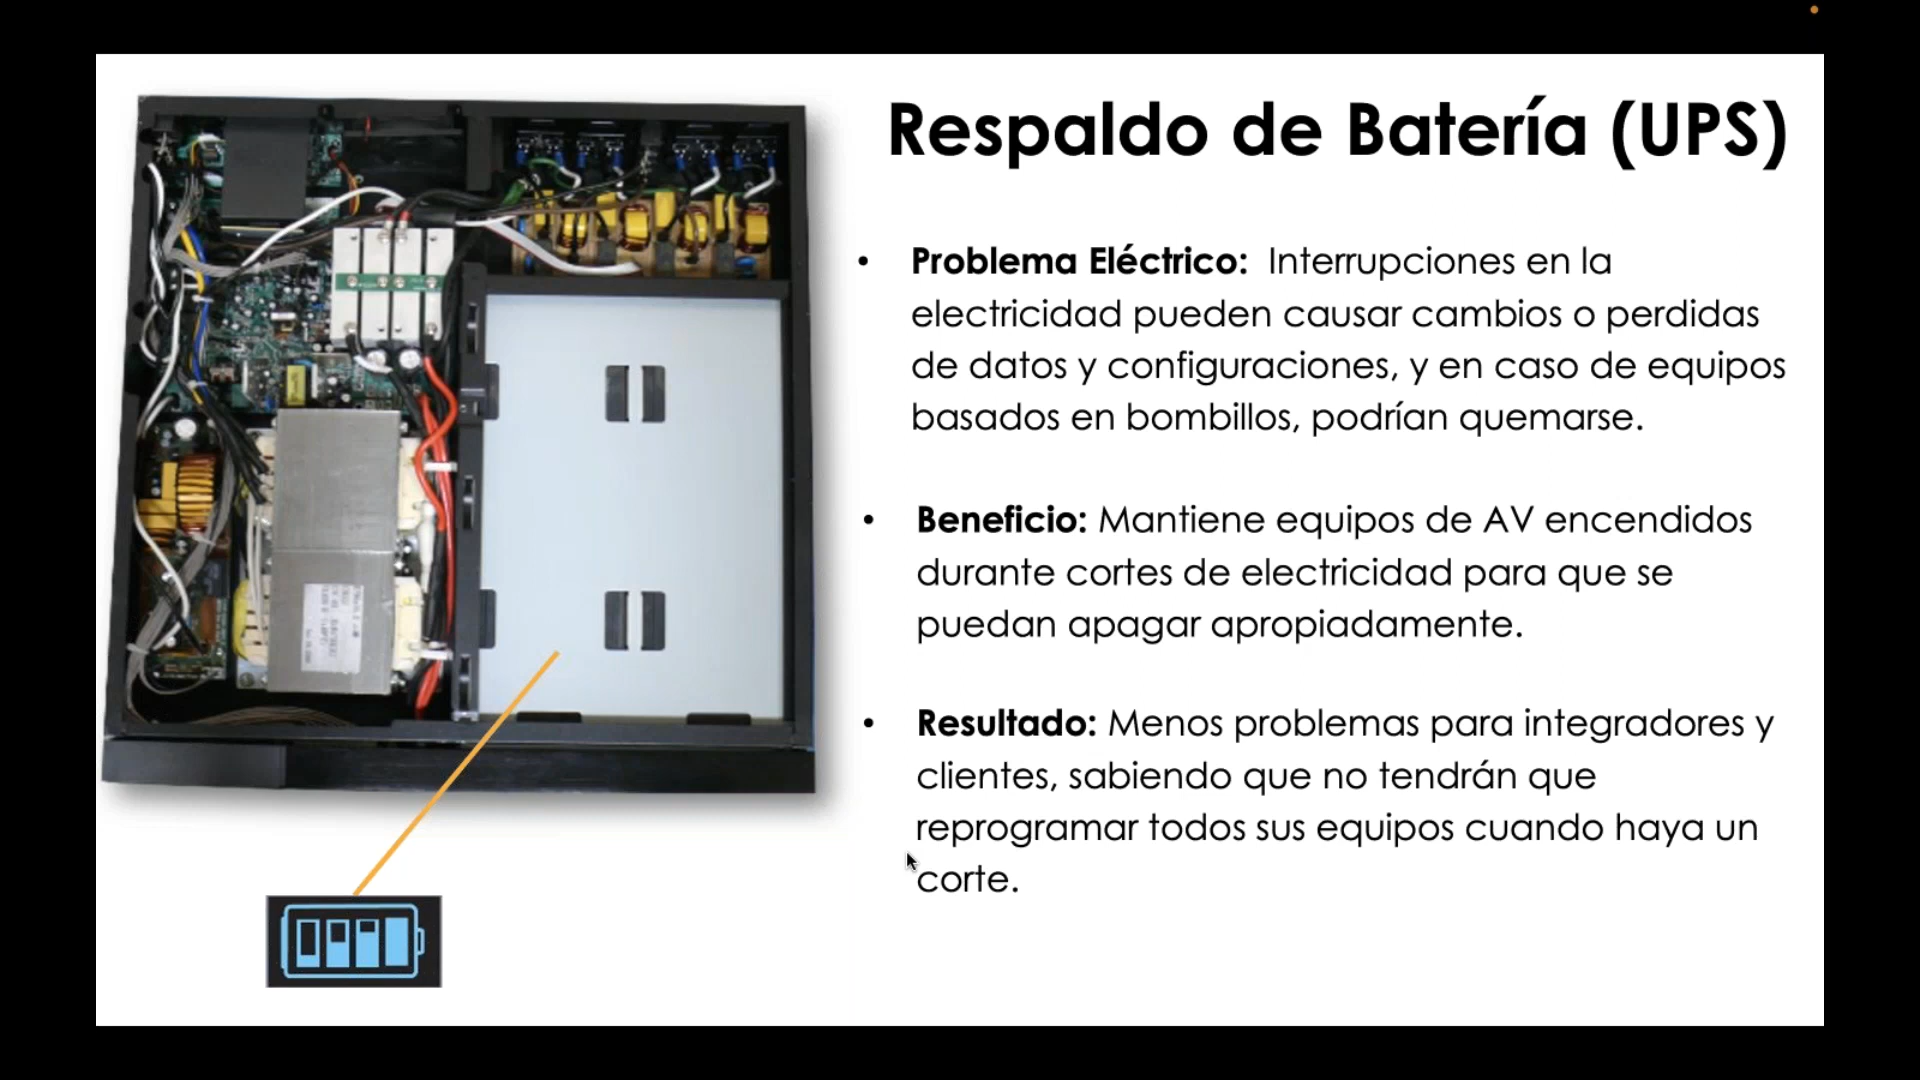 Respaldo de Batería (UPS)
• Problema Eléctrico: Interrupciones en la
electricidad pueden causar cambios o perdidas
de datos y configuraciones, y en caso de equipos
basados en bombillos, podrían quemarse.
• Beneficio: Mantiene equipos de AV encendidos
durante cortes de electricidad para que se
puedan apagar apropiadamente.
• Resultado: Menos problemas para integradores y
clientes, sabiendo que no tendrán que
reprogramar todos sus equipos cuando haya un
corte.